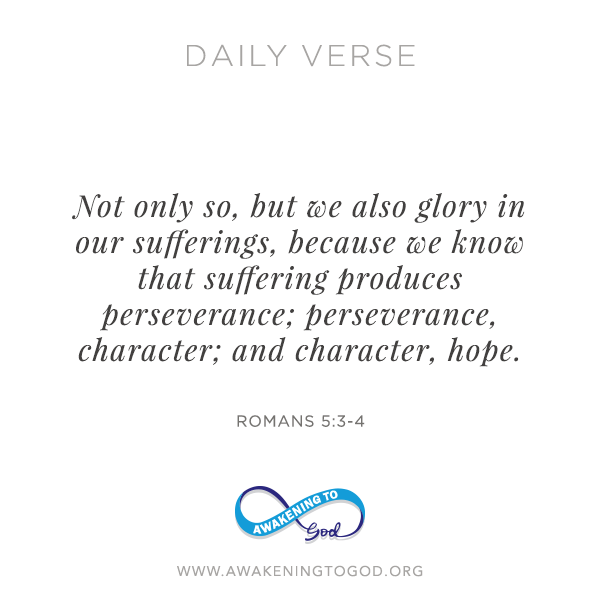 DAILY VERSE
Not only so, but we also glory in
our sufferings, because we know
that suffering produces
perseverance; perseverance,
character; and character, hope.
ROMANS 5:3-4
AWAKENING TO
God
WWW.AWAKENINGTOGOD.ORG